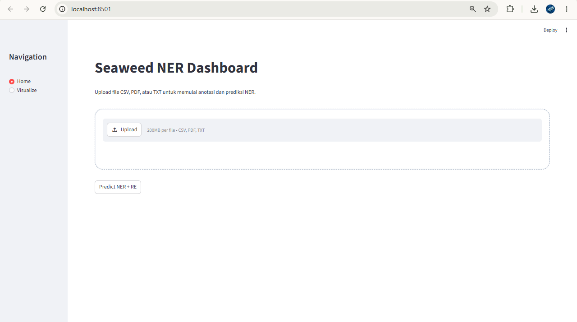 localhost:8501
Deploy
Navigation
Home
Visualize
Seaweed NER Dashboard
Upload file CSV, PDF, atau TXT untuk memulai anotasi dan prediksi NER.
Upload
200MB per file • CSV, PDF, TXT
Predict NER + RE